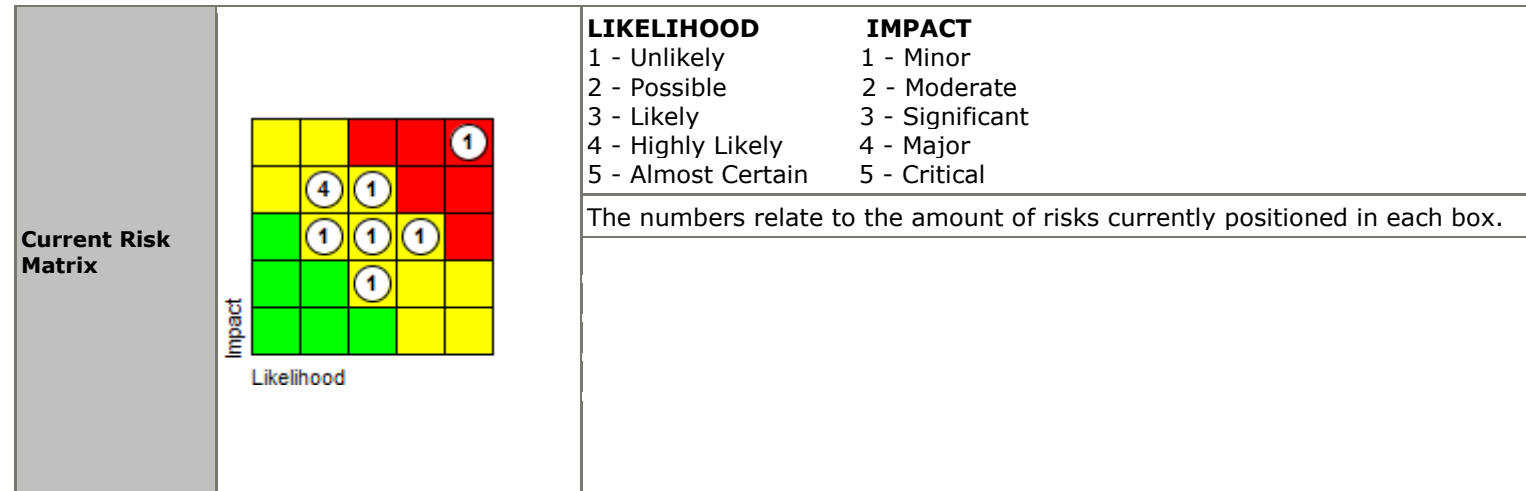 Current Risk
Matrix
1
4 1
1 1 1
1
Impact
Likelihood
LIKELIHOOD IMPACT
1 - Unlikely 1 - Minor
2 - Possible 2 - Moderate
3 - Likely 3 - Significant
4 - Highly Likely 4 - Major
5 - Almost Certain 5 - Critical
The numbers relate to the amount of risks currently positioned in each box.